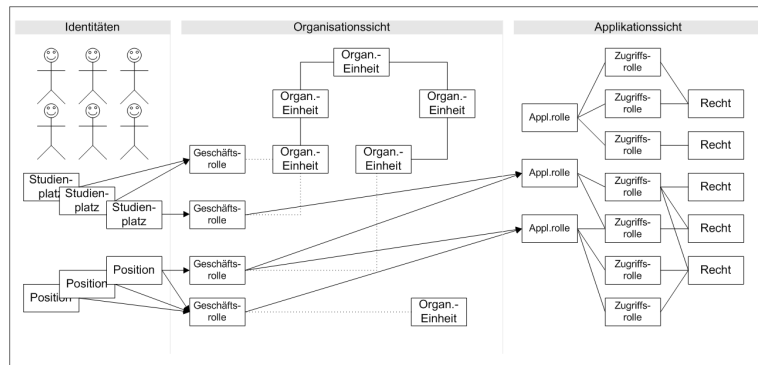 Identitäten
Organisationssicht
Applikationssicht
Organ.-
Einheit
Organ.-
Einheit
Organ.-
Einheit
Organ.-
Einheit
Organ.-
Einheit
Organ.-
Einheit
Geschäfts-
rolle
Geschäfts-
rolle
Geschäfts-
rolle
Geschäfts-
rolle
Studien-
platz
Studien-
platz
Studien-
platz
Position
Position
Position
Appl.rolle
Appl.rolle
Appl.rolle
Zugriffs-
rolle
Zugriffs-
rolle
Zugriffs-
rolle
Zugriffs-
rolle
Zugriffs-
rolle
Zugriffs-
rolle
Zugriffs-
rolle
Recht
Recht
Recht
Recht
Recht